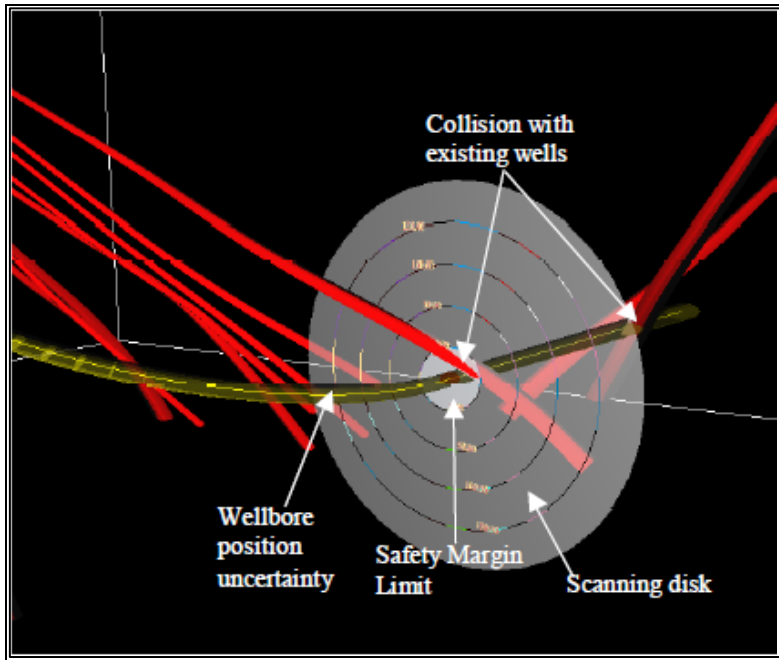 Collision with
existing wells
Wellbore
position
uncertainty
Safety Margin
Limit
Scanning disk